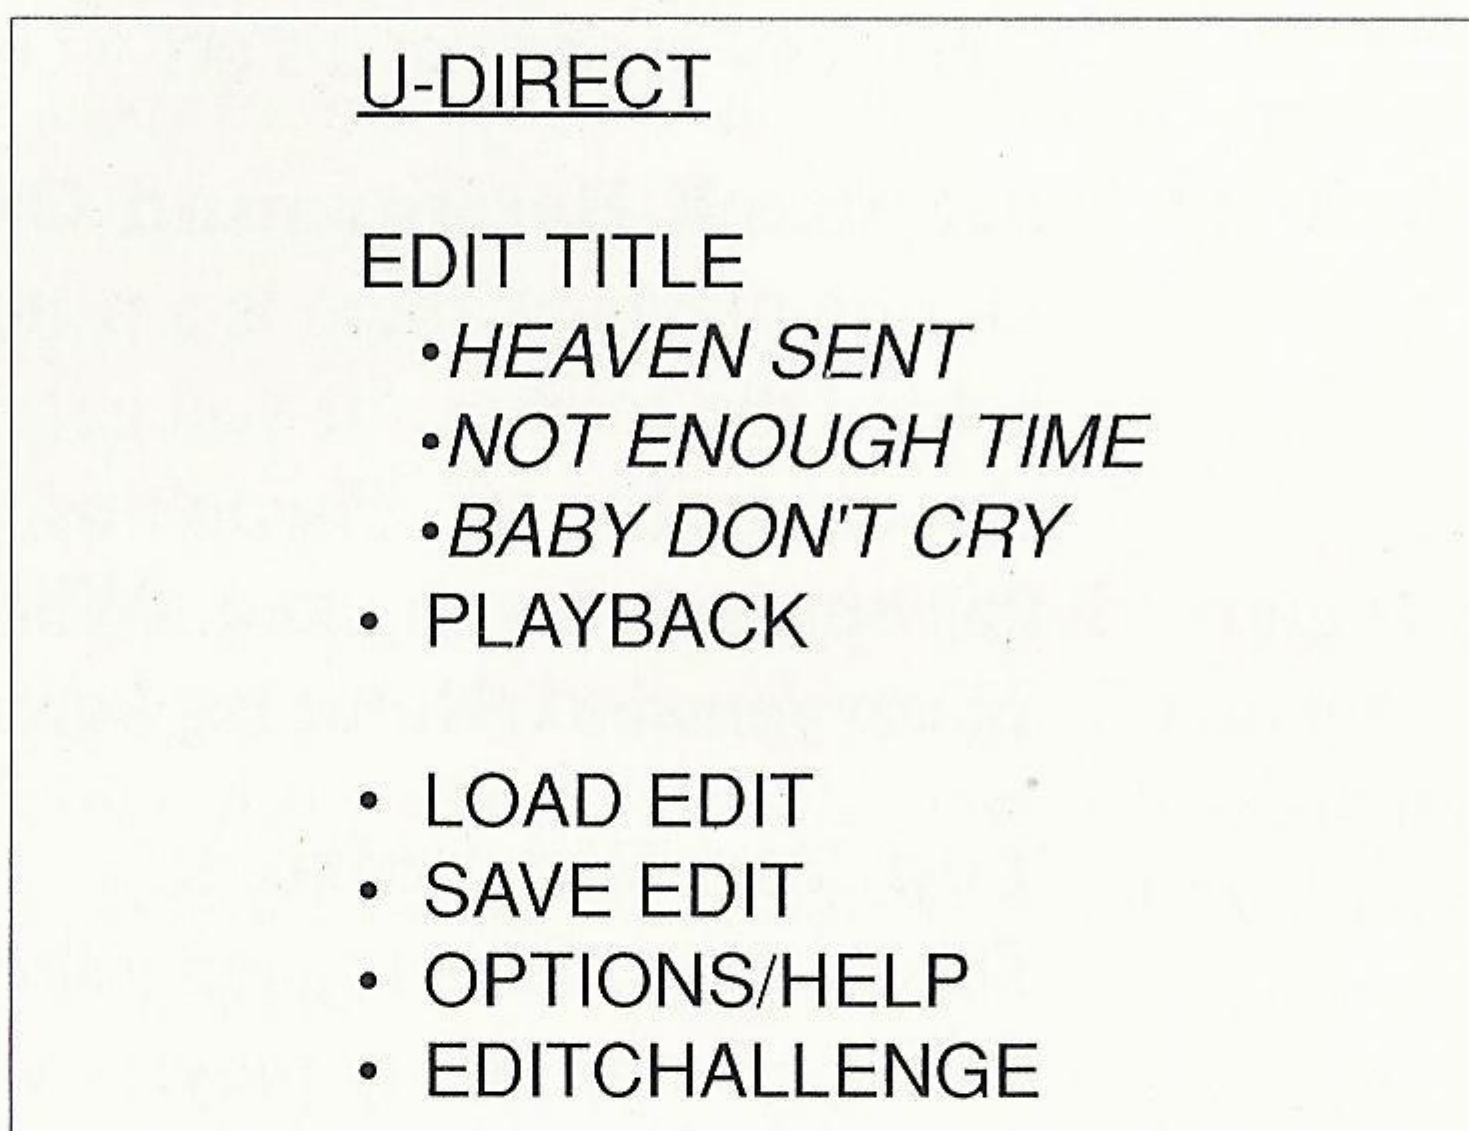 U-DIRECT
EDIT TITLE
•HEAVEN SENT
•NOT ENOUGH TIME
•BABY DON'T CRY
• PLAYBACK
• LOAD EDIT
• SAVE EDIT
• OPTIONS/HELP
• EDITCHALLENGE